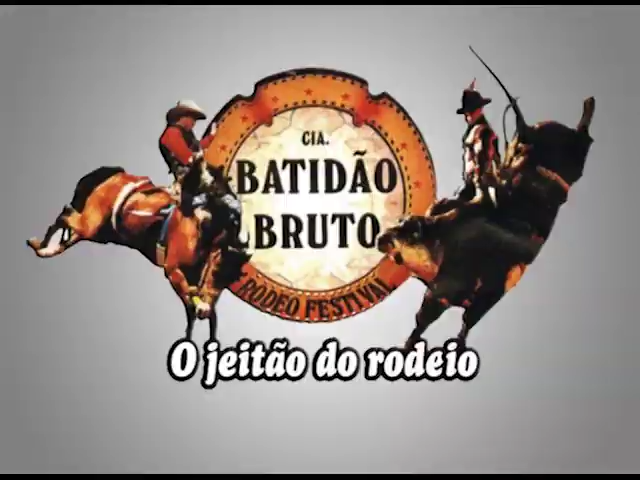 CIA.
BATIDÃO
BRUTO
RODEO FESTIVAL
O jeitão do rodeio